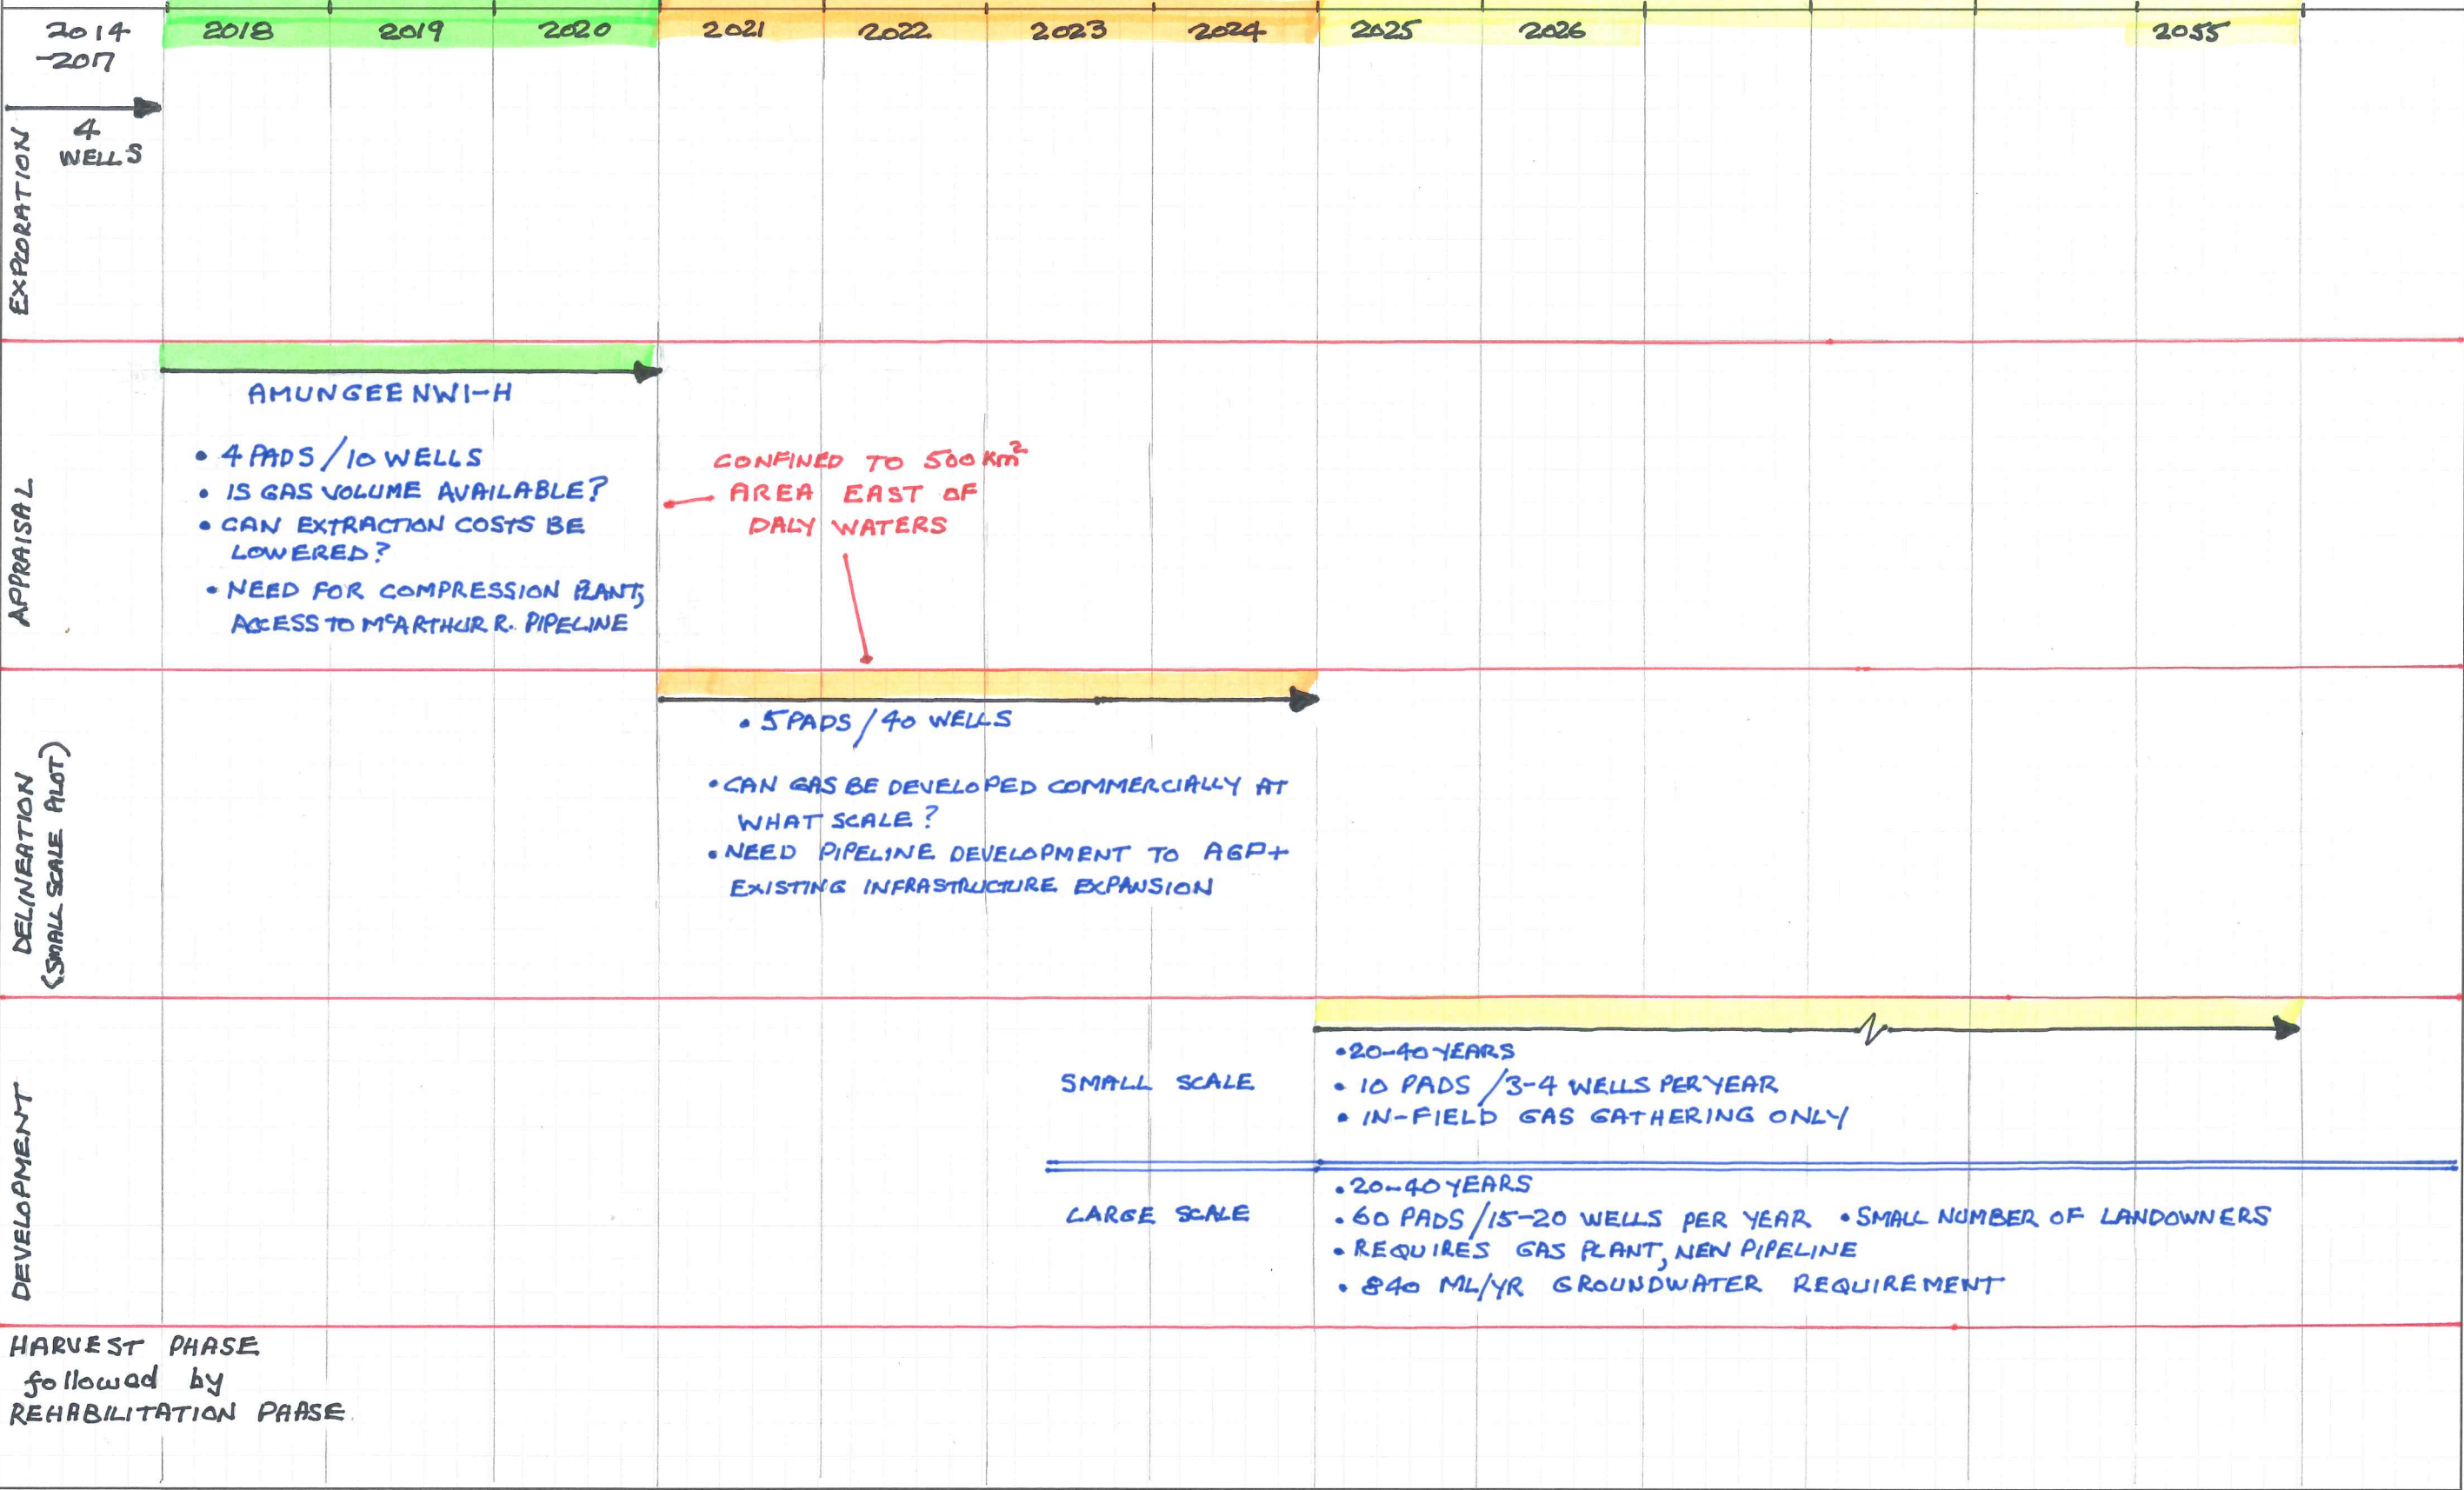 2014 2018 2019 2020 2021 2022 2023 2024 2025 2026 2055
-2017
4
WELLS
EXPLORATION
APPRAISAL
AMUNGEE NW1-H
• 4 PADS / 10 WELLS
• IS GAS VOLUME AVAILABLE?
• CAN EXTRACTION COSTS BE
LOWERED?
• NEED FOR COMPRESSION PLANT,
ACCESS TO McARTHUR R. PIPELINE
CONFINED TO 500 km²
AREA EAST OF
DALY WATERS
DELINEATION
(SMALL SCALE PILOT)
• 5 PADS / 40 WELLS
• CAN GAS BE DEVELOPED COMMERCIALLY AT
WHAT SCALE?
• NEED PIPELINE DEVELOPMENT TO AGP+
EXISTING INFRASTRUCTURE EXPANSION
DEVELOPMENT
SMALL SCALE
• 20-40 YEARS
• 10 PADS / 3-4 WELLS PER YEAR
• IN-FIELD GAS GATHERING ONLY
LARGE SCALE
• 20-40 YEARS
• 60 PADS / 15-20 WELLS PER YEAR • SMALL NUMBER OF LANDOWNERS
• REQUIRES GAS PLANT, NEW PIPELINE
• 840 ML/YR GROUNDWATER REQUIREMENT
HARVEST PHASE
followed by
REHABILITATION PHASE.